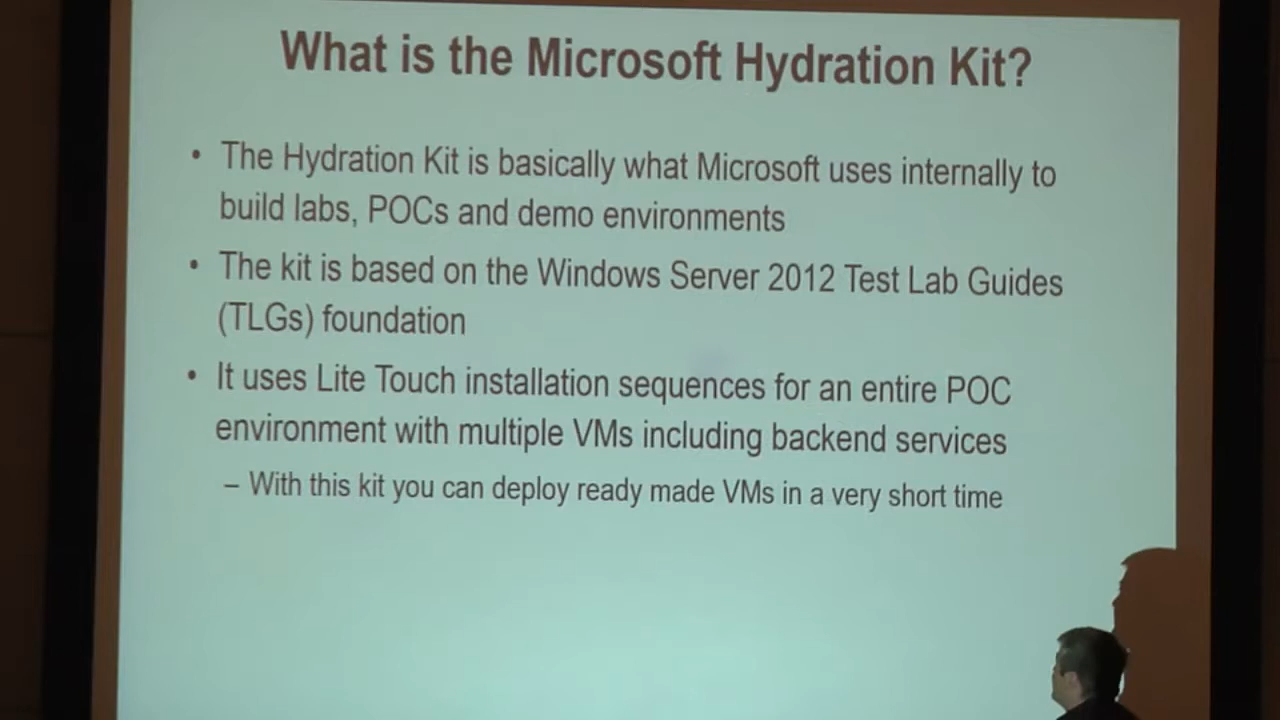 What is the Microsoft Hydration Kit?
• The Hydration Kit is basically what Microsoft uses internally to
build labs, POCs and demo environments
• The kit is based on the Windows Server 2012 Test Lab Guides
(TLGs) foundation
• It uses Lite Touch installation sequences for an entire POC
environment with multiple VMs including backend services
– With this kit you can deploy ready made VMs in a very short time